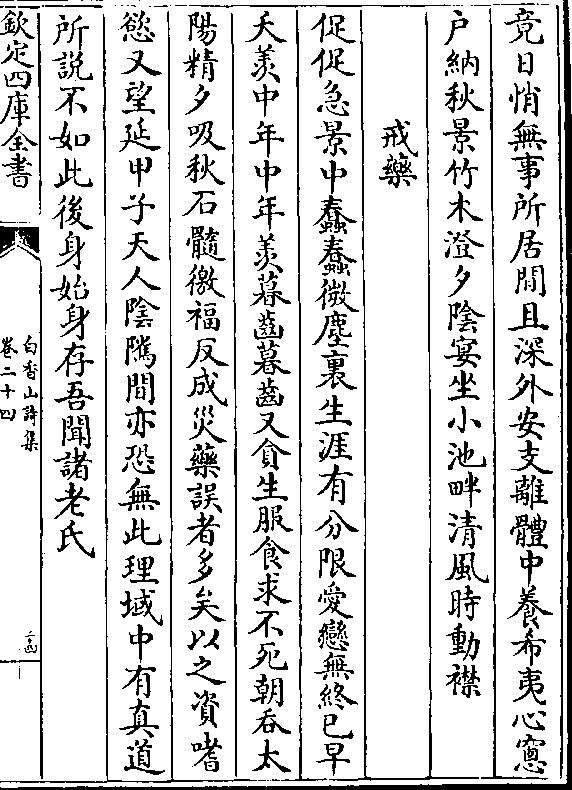 竟日悄無事所居閒且深外安支離體中養希夷心窻
户納秋景竹木澄夕陰宴坐小池畔清風時動襟
戒藥
促促急景中蠢蠢微塵裏生涯有分限愛戀無終已早
夭羨中年中年羨暮齒暮齒又貪生服食求不死朝吞太
陽精夕吸秋石髓徼福反成災藥誤者多矣以之資嗜
慾又望延甲子天人陰隲間亦恐無此理域中有真道
所說不如此後身始身存吾聞諸老氏
欽定四庫全書
白香山詩集
卷二十四